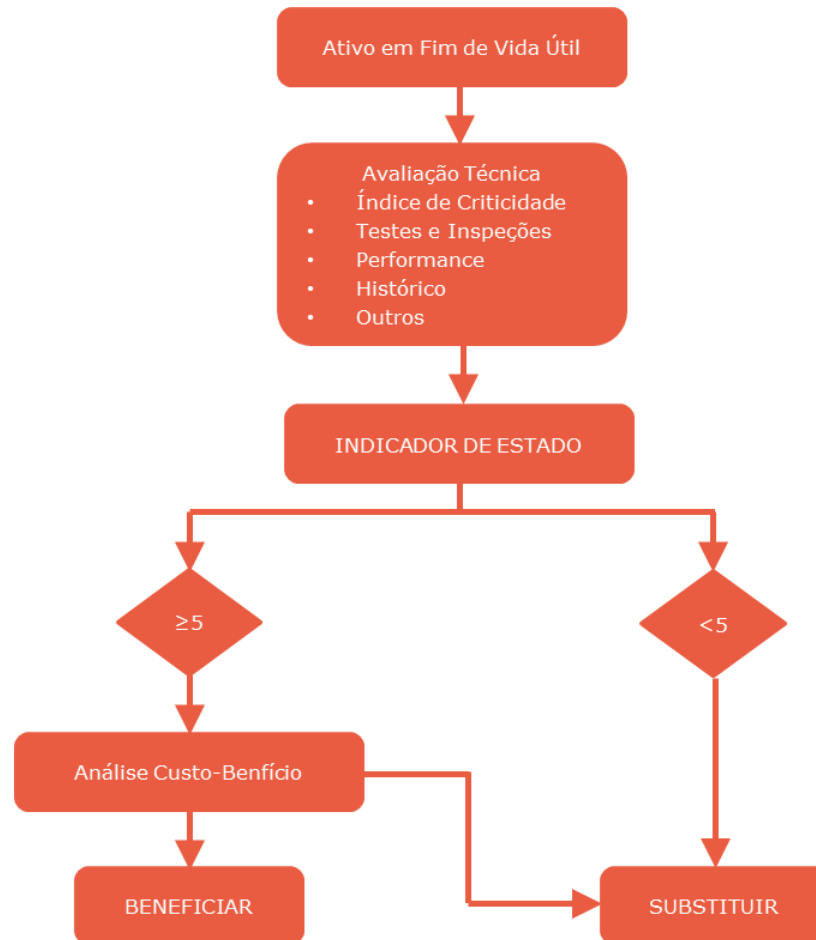 Ativo em Fim de Vida Útil
Avaliação Técnica
• Índice de Criticidade
• Testes e Inspeções
• Performance
• Histórico
• Outros
INDICADOR DE ESTADO
≥5
<5
Análise Custo-Benfício
BENEFICIAR
SUBSTITUIR